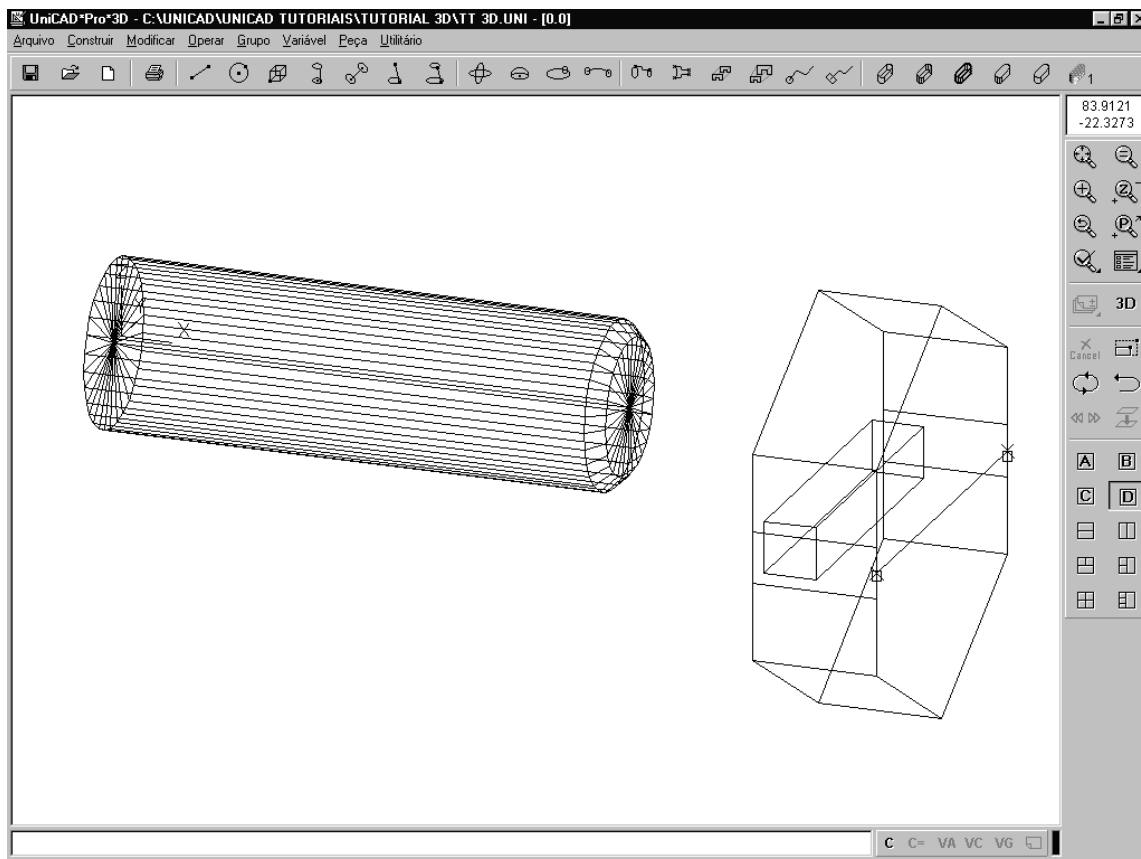 UniCAD*Pro*3D - C:\UNICAD\UNICAD TUTORIAIS\TUTORIAL 3D\TT 3D.UNI - [0.0]
Arquivo Construir Modificar Operar Grupo Variável Peça Utilitário
1
83.9121
-22.3273
Z
P
3D
Cancel
A B
C D
C C= VA VC VG